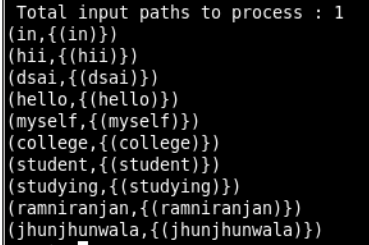 Total input paths to process : 1
(in,{(in)})
(hii,{(hii)})
(dsai,{(dsai)})
(hello,{(hello)})
(myself,{(myself)})
(college,{(college)})
(student,{(student)})
(studying,{(studying)})
(ramniranjan,{(ramniranjan)})
(jhunjhunwala,{(jhunjhunwala)})